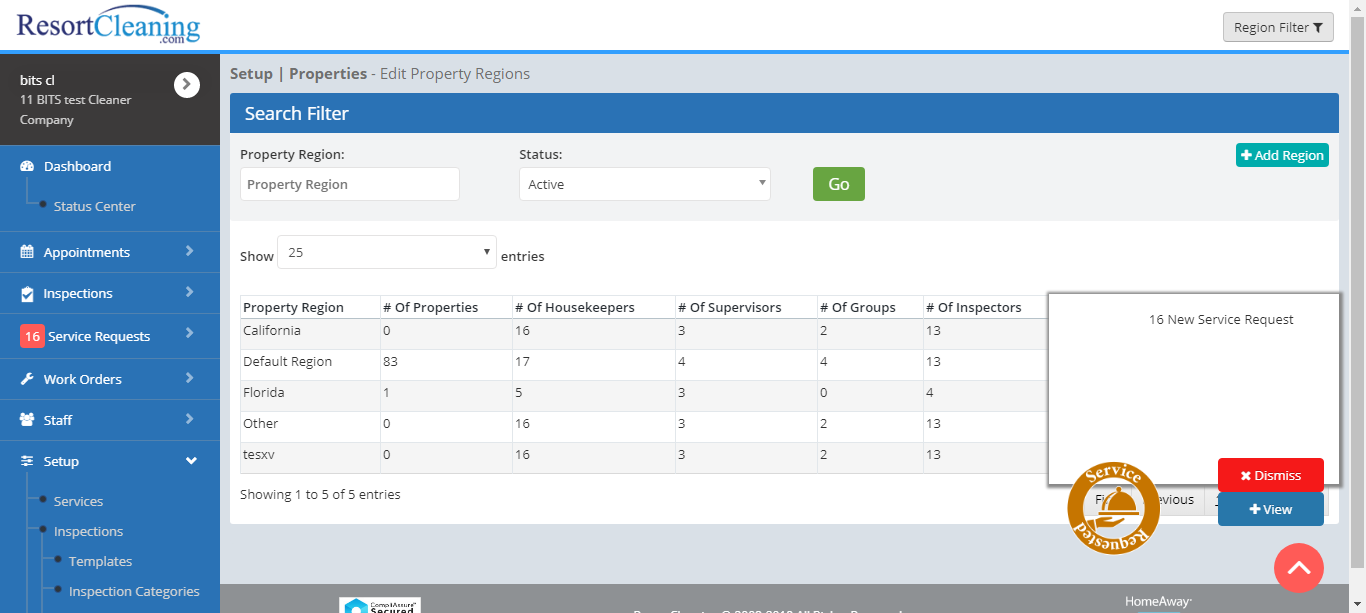 ResortCleaning
.com
Region Filter
bits cl
11 BITS test Cleaner
Company
Dashboard
Status Center
Appointments
Inspections
16 Service Requests
Work Orders
Staff
Setup
Services
Inspections
Templates
Inspection Categories
Setup | Properties - Edit Property Regions
Search Filter
Property Region: Status:
Property Region Active Go
Add Region
Show 25 entries
Property Region # Of Properties # Of Housekeepers # Of Supervisors # Of Groups # Of Inspectors
California 0 16 3 2 13
Default Region 83 17 4 4 13
Florida 1 5 3 0 4
Other 0 16 3 2 13
tesxv 0 16 3 2 13
Showing 1 to 5 of 5 entries
16 New Service Request
Dismiss
View
Service
Requested
HomeAway
CompliAssure
Secured